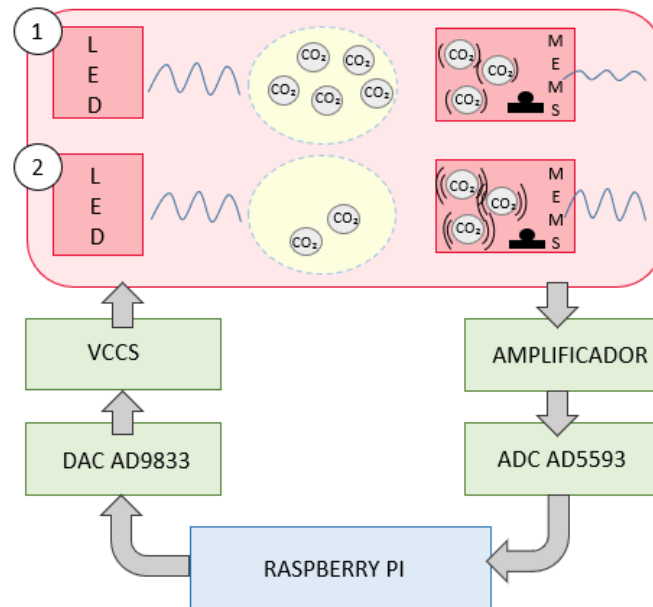 1
L
E
D
CO₂
CO₂
CO₂
CO₂
CO₂
CO₂
CO₂
CO₂
M
E
M
S
2
L
E
D
CO₂
CO₂
CO₂
CO₂
CO₂
M
E
M
S
VCCS
AMPLIFICADOR
DAC AD9833
ADC AD5593
RASPBERRY PI